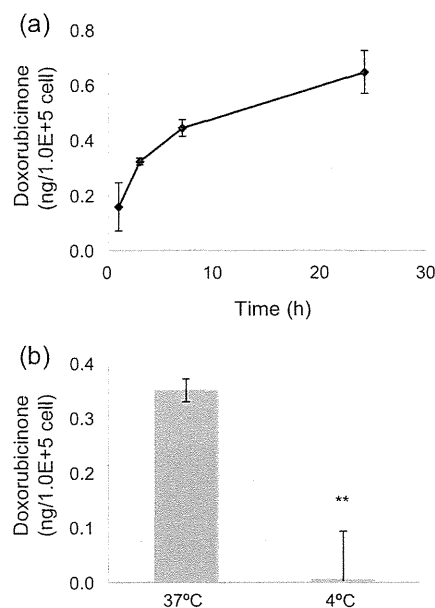 (a)
Doxorubicinone
(ng/1.0E+5 cell)
0.8
0.6
0.4
0.2
0.0
0 10 20 30
Time (h)
(b)
Doxorubicinone
(ng/1.0E+5 cell)
0.4
0.3
0.2
0.1
0.0
**
37ºC 4ºC